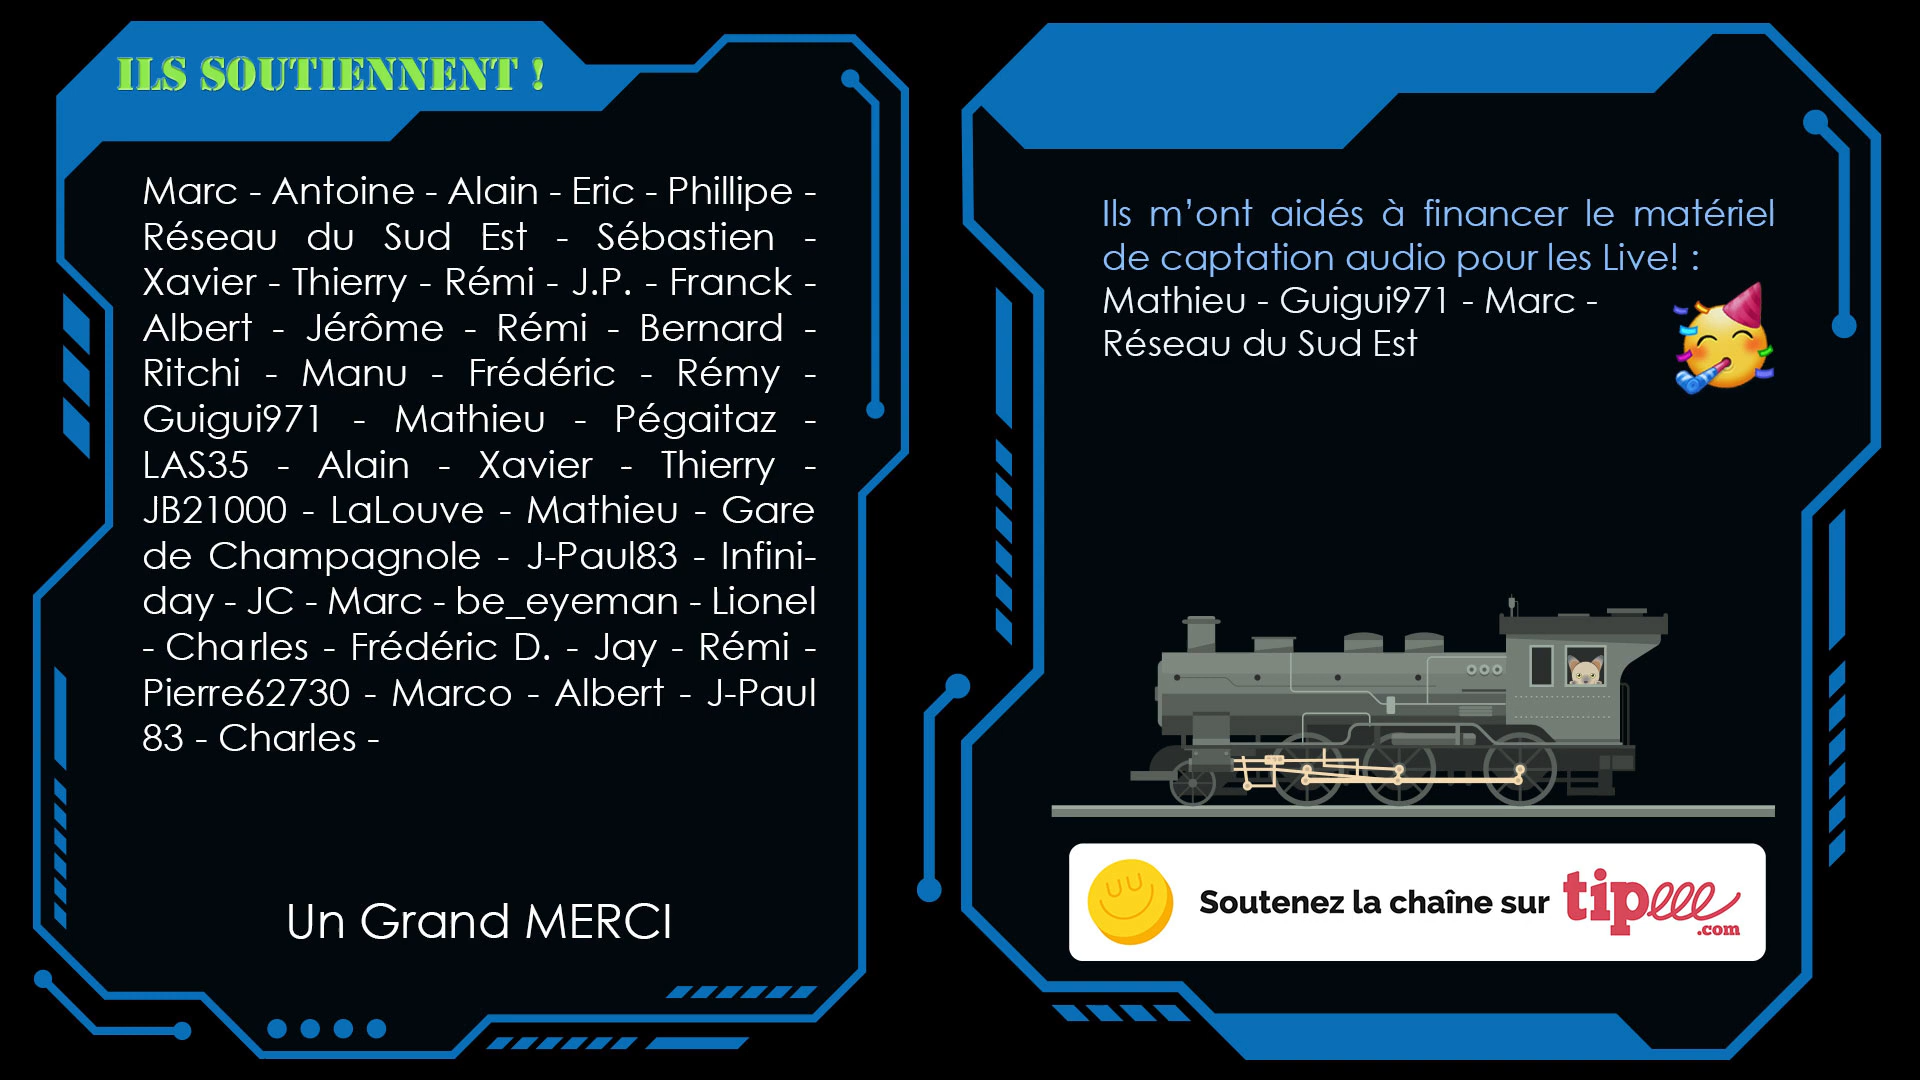 ILS SOUTIENNENT !
Marc - Antoine - Alain - Eric - Phillipe -
Réseau du Sud Est - Sébastien -
Xavier - Thierry - Rémi - J.P. - Franck -
Albert - Jérôme - Rémi - Bernard -
Ritchi - Manu - Frédéric - Rémy -
Guigui971 - Mathieu - Pégaitaz -
LAS35 - Alain - Xavier - Thierry -
JB21000 - LaLouve - Mathieu - Gare
de Champagnole - J-Paul83 - Infini-
day - JC - Marc - be_eyeman - Lionel
- Charles - Frédéric D. - Jay - Rémi -
Pierre62730 - Marco - Albert - J-Paul
83 - Charles -
Un Grand MERCI
Ils m’ont aidés à financer le matériel
de captation audio pour les Live! :
Mathieu - Guigui971 - Marc -
Réseau du Sud Est
Soutenez la chaîne sur tipeee
.com